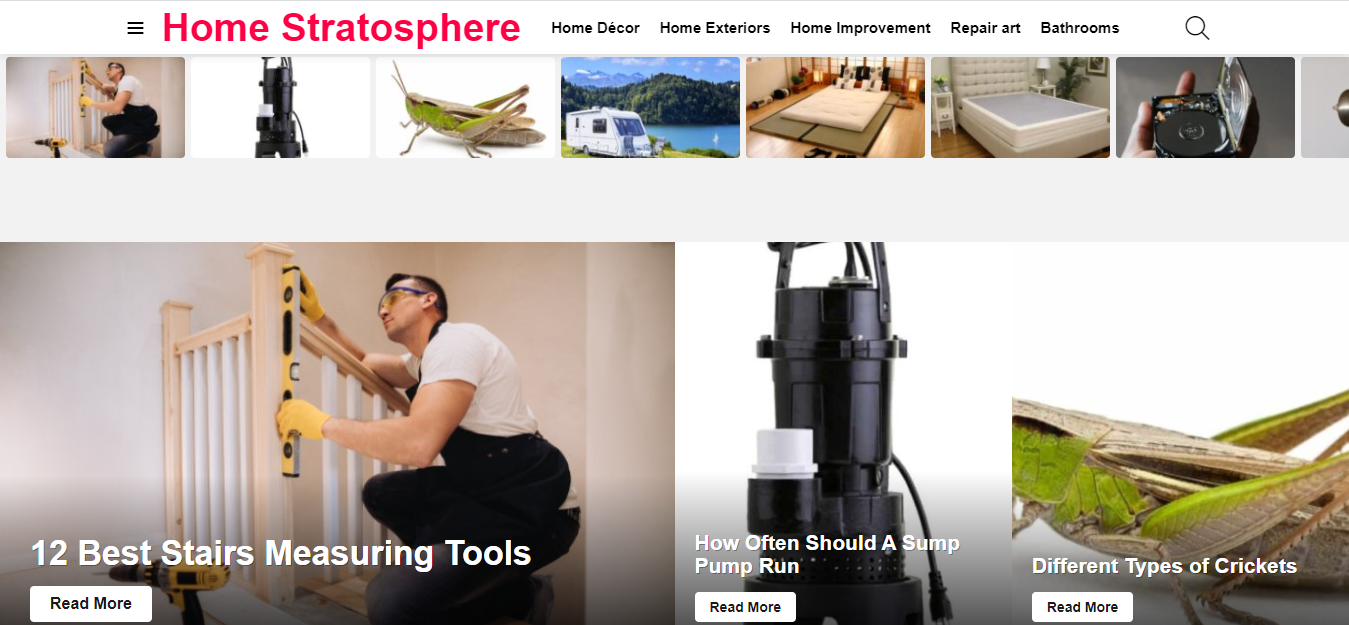 Home Stratosphere
Home Décor
Home Exteriors
Home Improvement
Repair art
Bathrooms
12 Best Stairs Measuring Tools
Read More
How Often Should A Sump
Pump Run
Read More
Different Types of Crickets
Read More